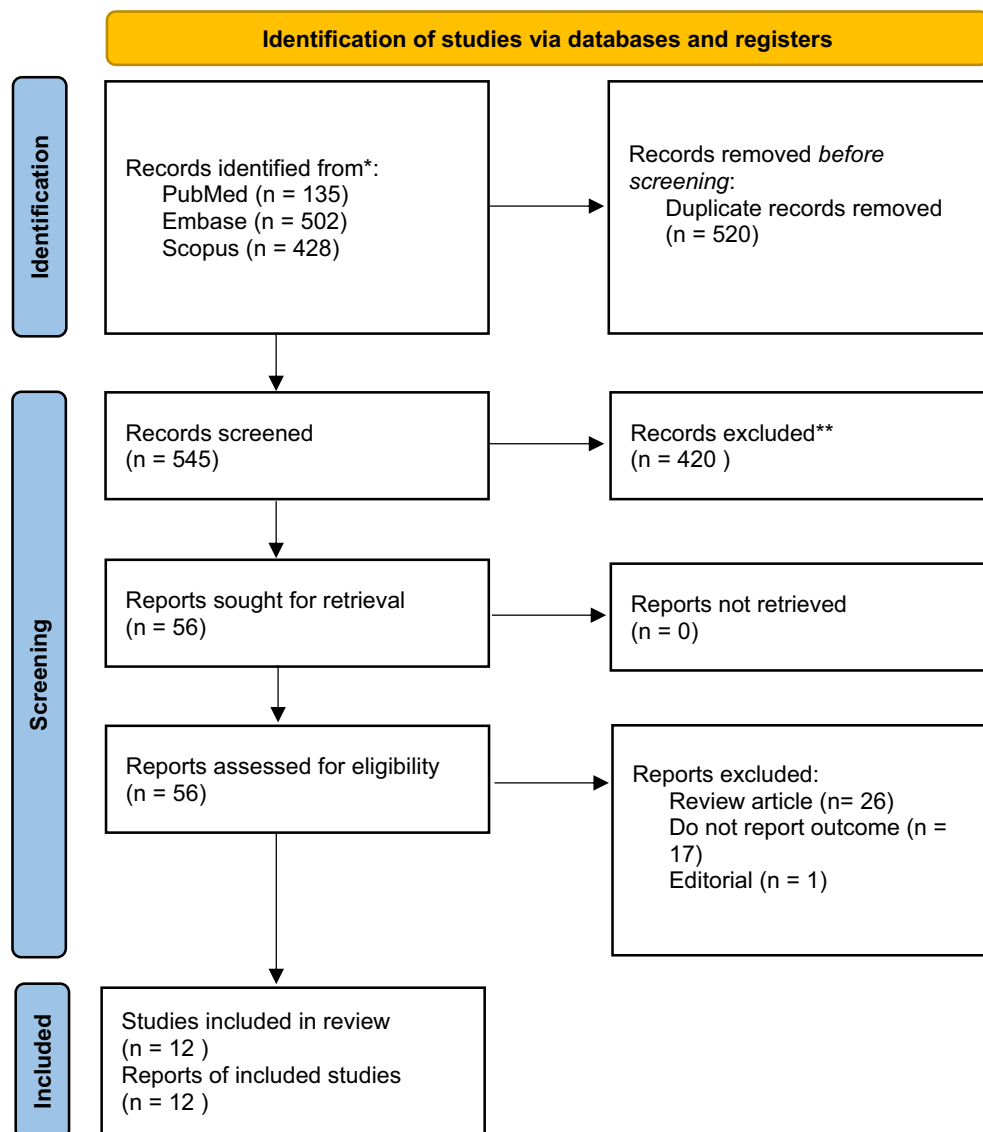 Identification of studies via databases and registers
Identification
Records identified from*:
PubMed (n = 135)
Embase (n = 502)
Scopus (n = 428)
Records removed before
screening:
Duplicate records removed
(n = 520)
Screening
Records screened
(n = 545)
Records excluded**
(n = 420 )
Reports sought for retrieval
(n = 56)
Reports not retrieved
(n = 0)
Reports assessed for eligibility
(n = 56)
Reports excluded:
Review article (n= 26)
Do not report outcome (n =
17)
Editorial (n = 1)
Included
Studies included in review
(n = 12 )
Reports of included studies
(n = 12 )